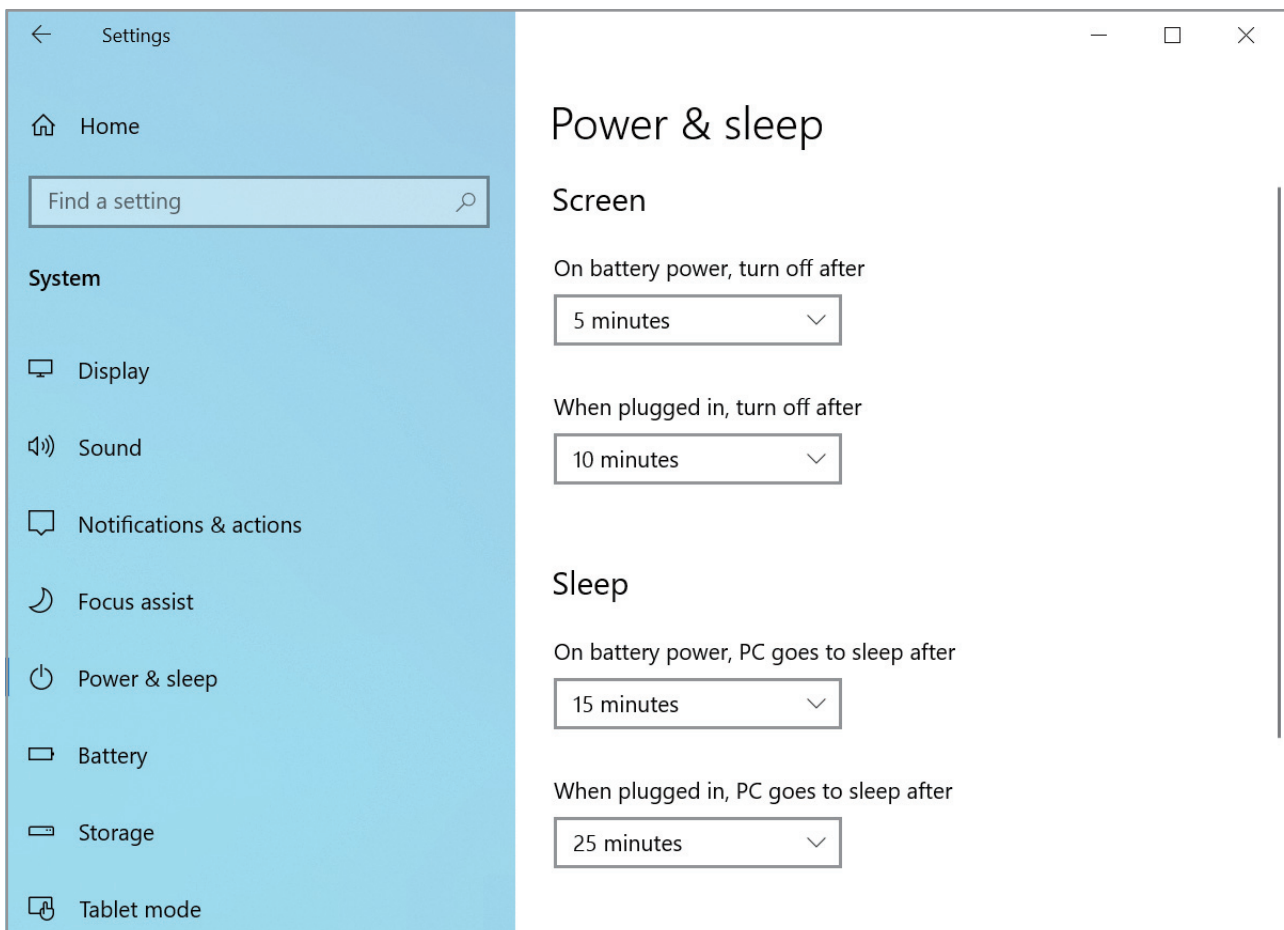 Settings
Home
Find a setting
System
Display
Sound
Notifications & actions
Focus assist
Power & sleep
Battery
Storage
Tablet mode
Power & sleep
Screen
On battery power, turn off after
5 minutes
When plugged in, turn off after
10 minutes
Sleep
On battery power, PC goes to sleep after
15 minutes
When plugged in, PC goes to sleep after
25 minutes